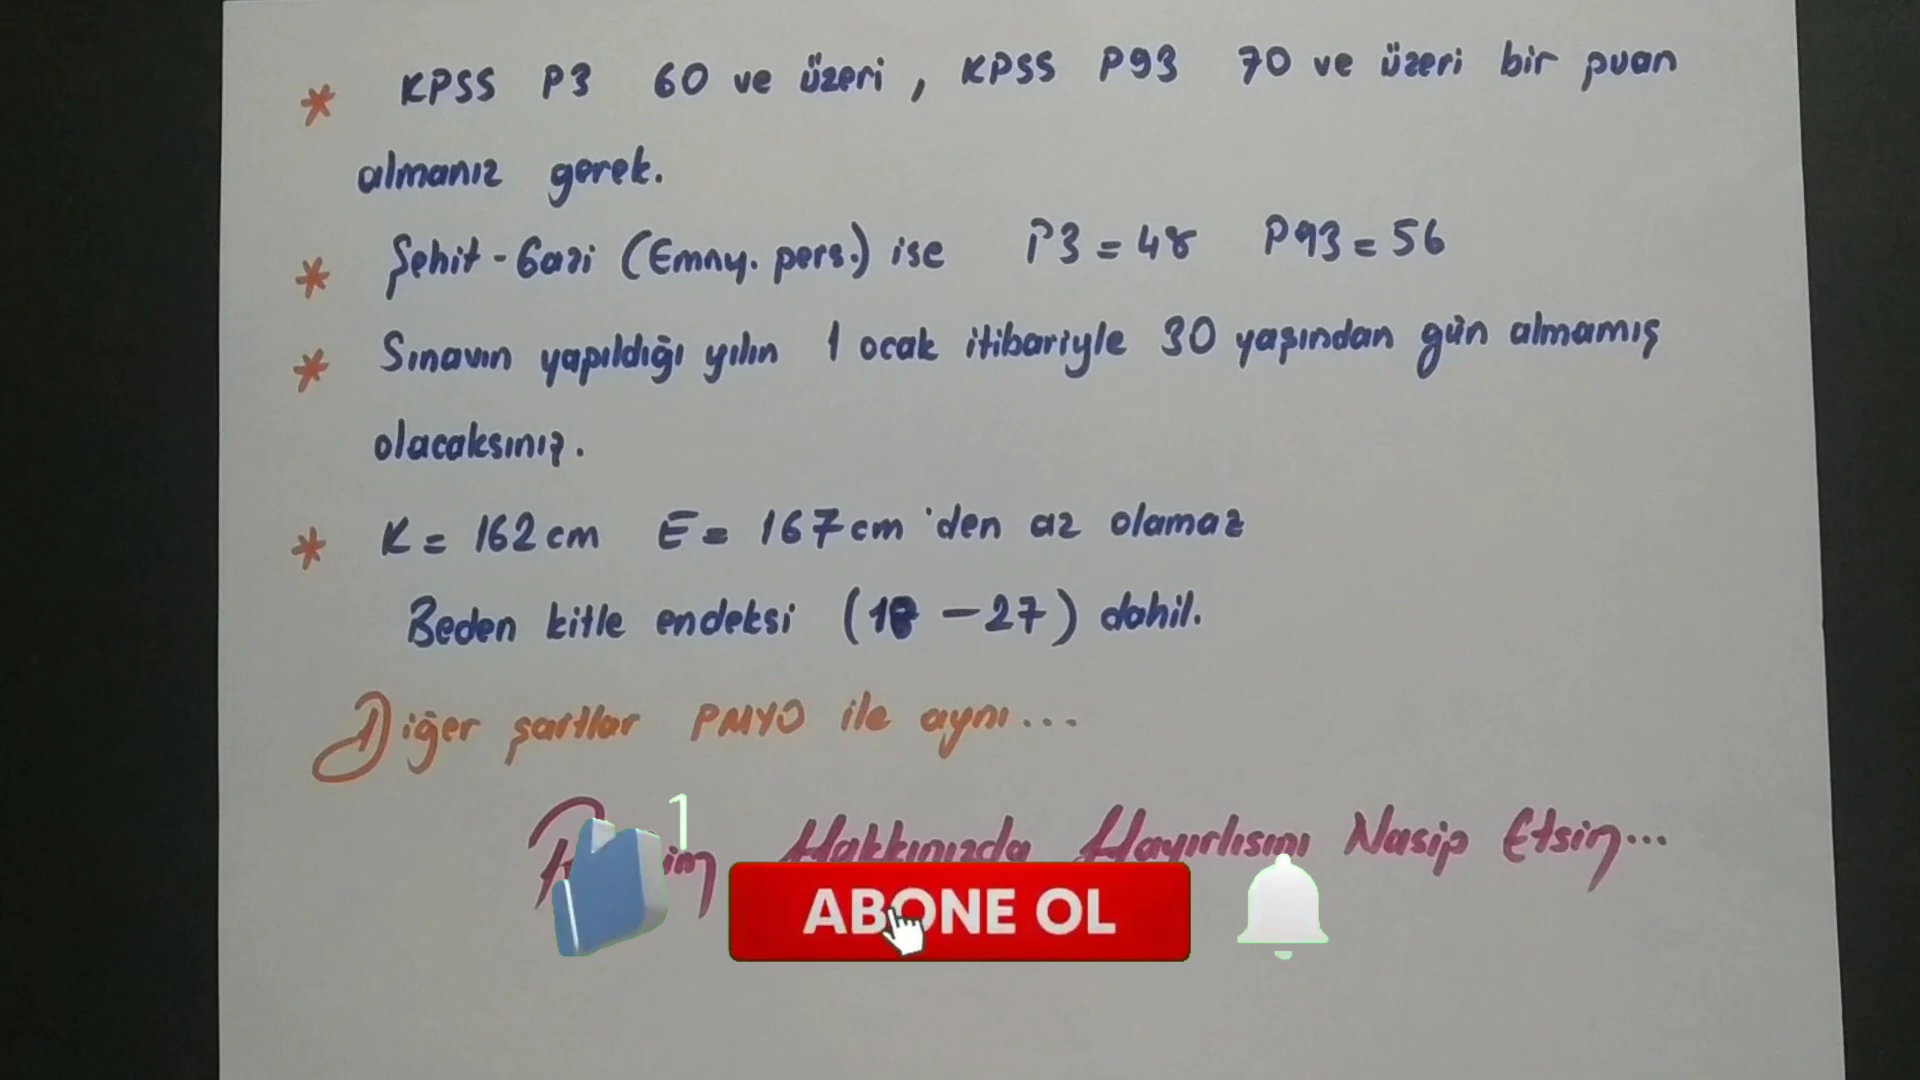 * KPSS P3 60 ve üzeri, KPSS P93 70 ve üzeri bir puan
almanız gerek.
* Şehit-Gazi (Emny. pers.) ise P3=48 P93=56
* Sınavın yapıldığı yılın 1 ocak itibariyle 30 yaşından gün almamış
olacaksınız.
* K= 162 cm E= 167 cm'den az olamaz
Beden kitle endeksi (18 -27) dahil.
Diğer şartlar PMYO ile aynı...
Hakkınızda Hayırlısını Nasip Etsin...
1
ABONE OL